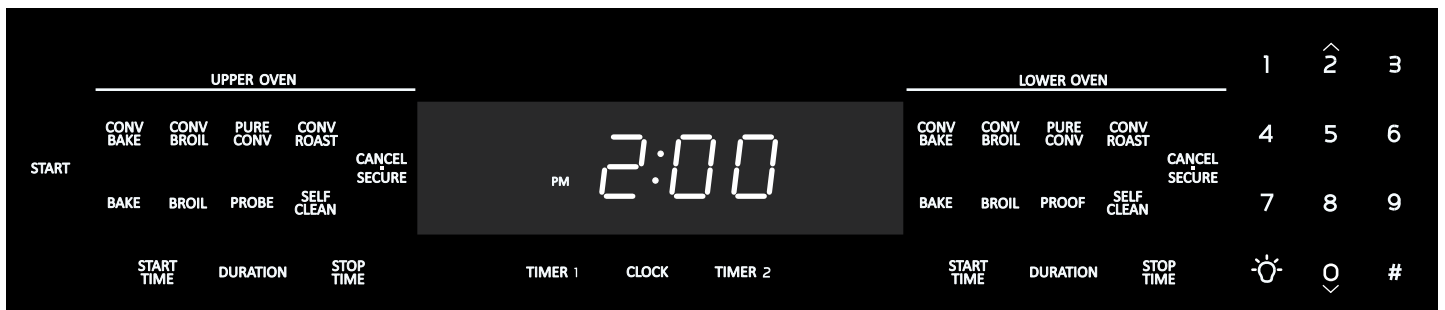 START
UPPER OVEN
CONV BAKE
CONV BROIL
PURE CONV
CONV ROAST
CANCEL
SECURE
BAKE
BROIL
PROBE
SELF CLEAN
START TIME
DURATION
STOP TIME
PM 2:00
TIMER 1
CLOCK
TIMER 2
LOWER OVEN
CONV BAKE
CONV BROIL
PURE CONV
CONV ROAST
CANCEL
SECURE
BAKE
BROIL
PROOF
SELF CLEAN
START TIME
DURATION
STOP TIME
1 2 3
4 5 6
7 8 9
0 #